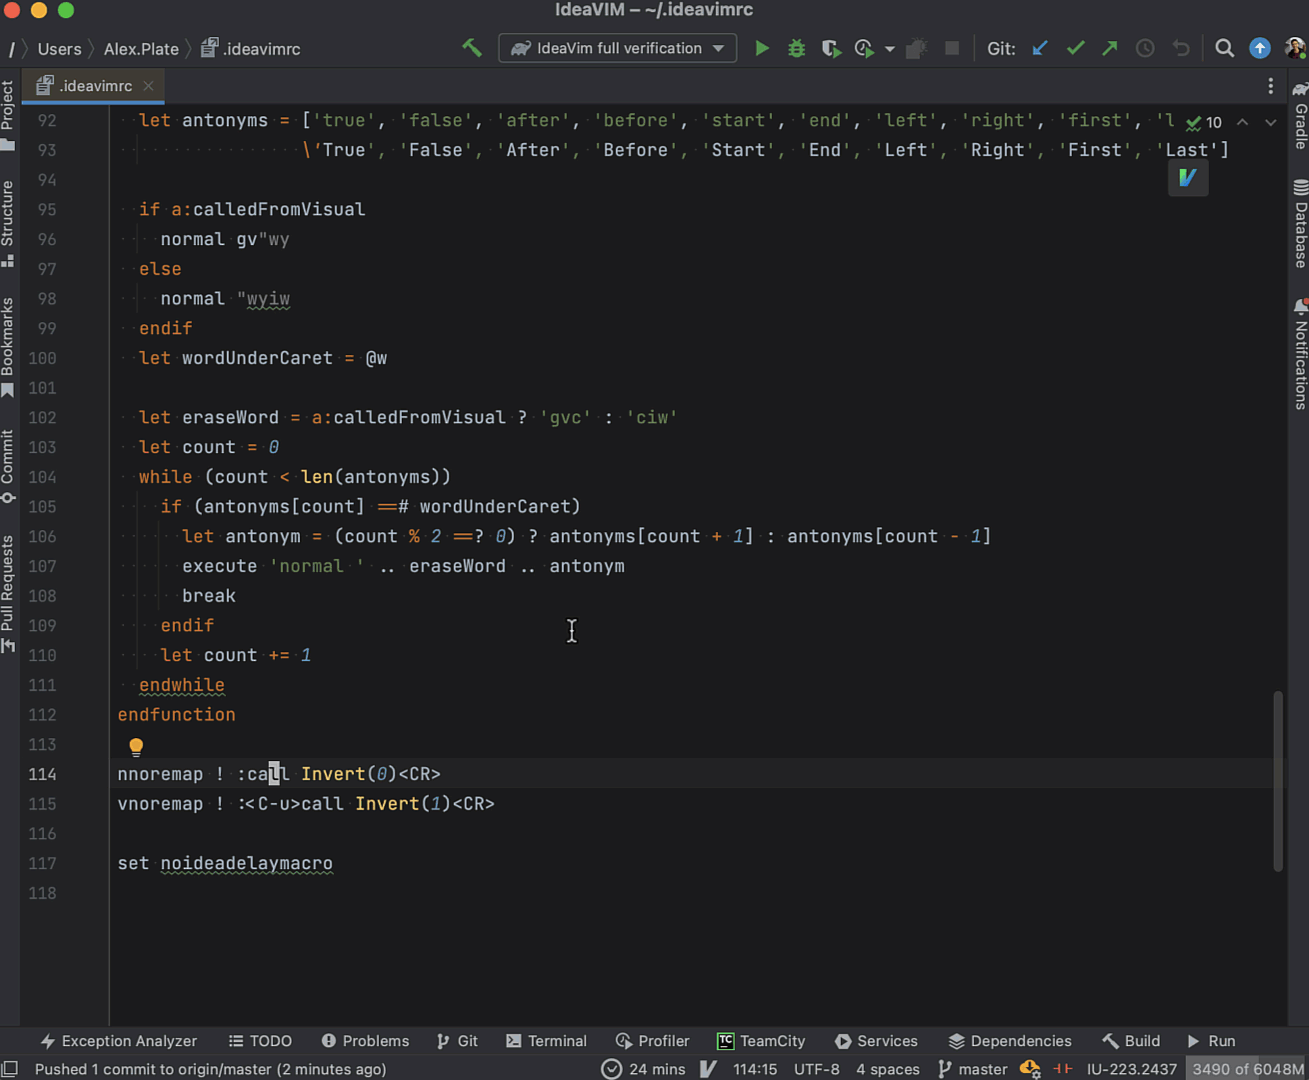 IdeaVIM – ~/.ideavimrc
/ Users Alex.Plate .ideavimrc
IdeaVim full verification
Git:
.ideavimrc
Project
Structure
Bookmarks
Commit
Pull Requests
92 let antonyms = ['true', 'false', 'after', 'before', 'start', 'end', 'left', 'right', 'first', 'l
10
93 \'True', 'False', 'After', 'Before', 'Start', 'End', 'Left', 'Right', 'First', 'Last']
94
95 if a:calledFromVisual
96 normal gv"wy
97 else
98 normal "wyiw
99 endif
100 let wordUnderCaret = @w
101
102 let eraseWord = a:calledFromVisual ? 'gvc' : 'ciw'
103 let count = 0
104 while (count < len(antonyms))
105 if (antonyms[count] ==# wordUnderCaret)
106 let antonym = (count % 2 ==? 0) ? antonyms[count + 1] : antonyms[count - 1]
107 execute 'normal ' .. eraseWord .. antonym
108 break
109 endif
110 let count += 1
111 endwhile
112 endfunction
113
114 nnoremap ! :call Invert(0)<CR>
115 vnoremap ! :<C-u>call Invert(1)<CR>
116
117 set noideadelaymacro
118
Gradle
Database
Notifications
Exception Analyzer TODO Problems Git Terminal Profiler TC TeamCity Services Dependencies Build Run
Pushed 1 commit to origin/master (2 minutes ago) 24 mins 114:15 UTF-8 4 spaces master IU-223.2437 3490 of 6048M